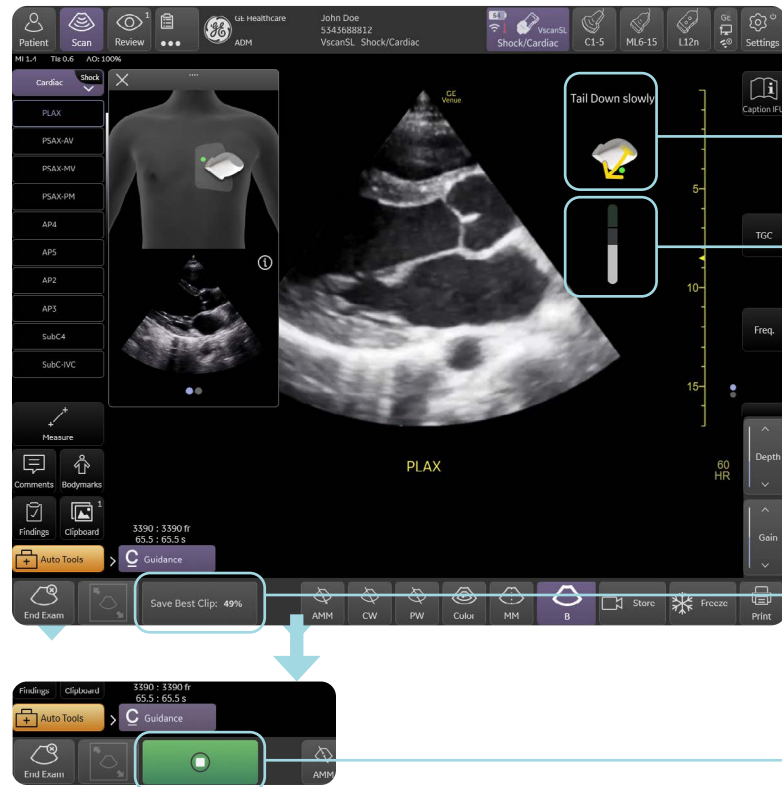 Patient
Scan
Review
1
GE Healthcare
ADM
John Doe
5343688812
VscanSL Shock/Cardiac
VscanSL
Shock/Cardiac
C1-5
ML6-15
L12n
GE
Settings
MI 1.4 TIs 0.6 AO: 100%
Cardiac
Shock
PLAX
PSAX-AV
PSAX-MV
PSAX-PM
AP4
AP5
AP2
AP3
SubC4
SubC-IVC
Measure
Comments
Bodymarks
Findings
Clipboard
1
GE
Venue
Tail Down slowly
5
10
15
PLAX
60
HR
Caption IFU
TGC
Freq.
Depth
Gain
3390 : 3390 fr
65.5 : 65.5 s
Auto Tools
>
C Guidance
End Exam
Save Best Clip: 49%
AMM
CW
PW
Color
MM
B
Store
Freeze
Print
Findings
Clipboard
3390 : 3390 fr
65.5 : 65.5 s
Auto Tools
>
C Guidance
End Exam
AMM